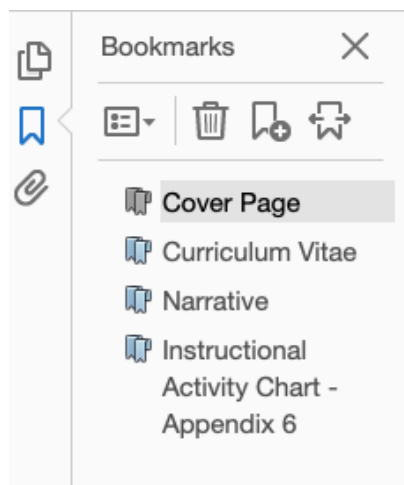 Bookmarks
Cover Page
Curriculum Vitae
Narrative
Instructional
Activity Chart -
Appendix 6